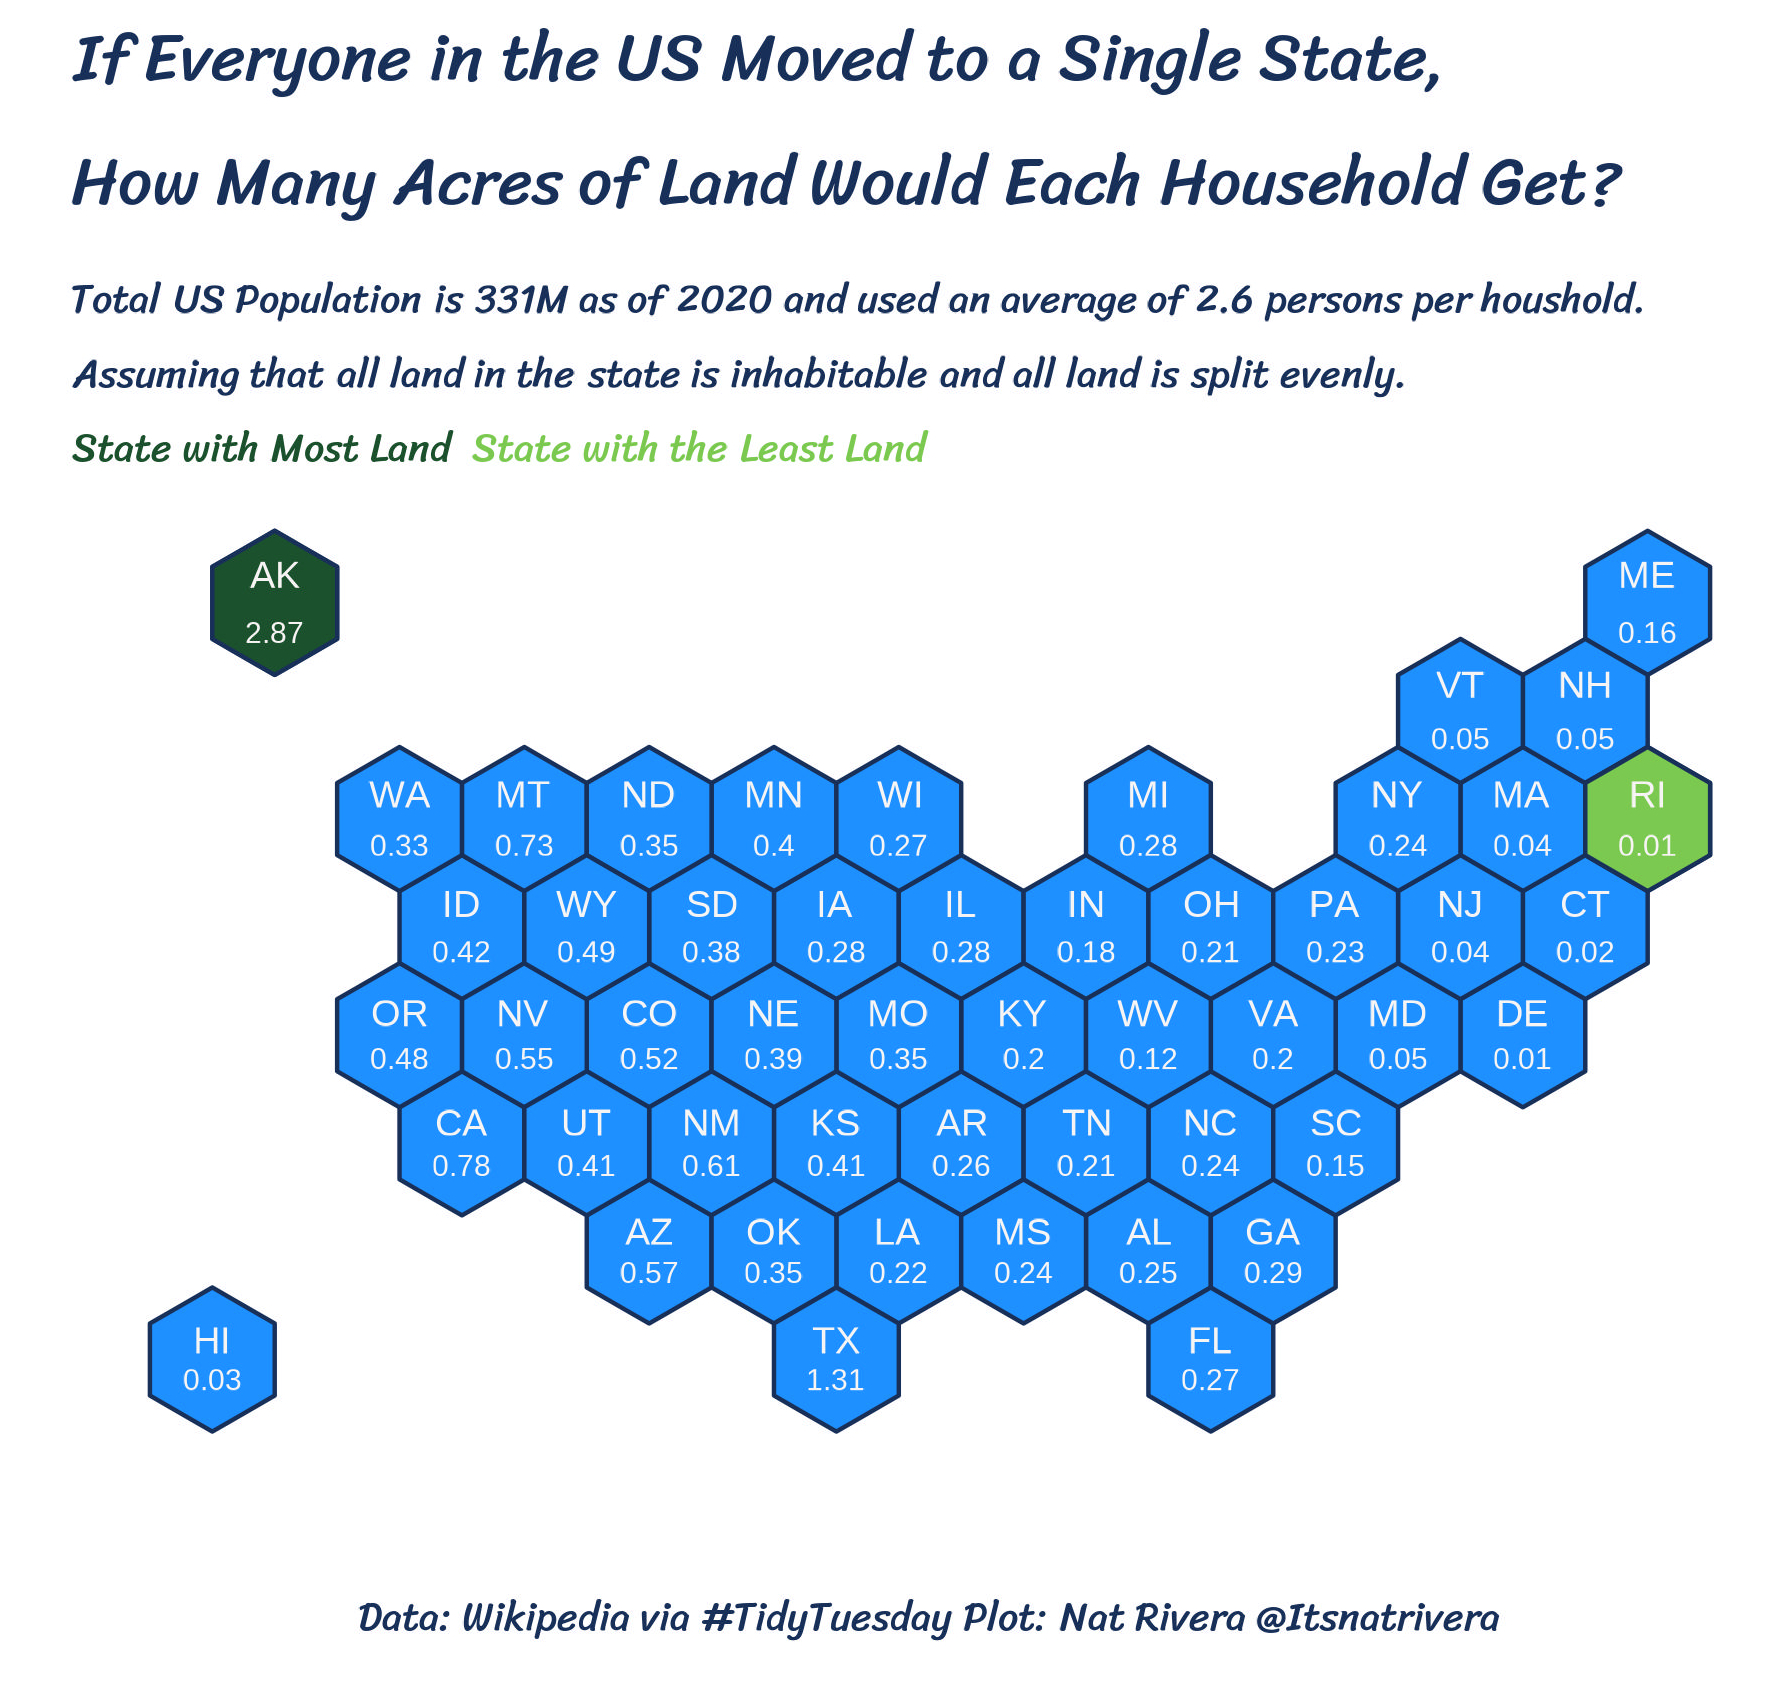 If Everyone in the US Moved to a Single State,
How Many Acres of Land Would Each Household Get?
Total US Population is 331M as of 2020 and used an average of 2.6 persons per houshold.
Assuming that all land in the state is inhabitable and all land is split evenly.
State with Most Land State with the Least Land
AK ME
2.87 0.16
VT NH
0.05 0.05
WA MT ND MN WI MI NY MA RI
0.33 0.73 0.35 0.4 0.27 0.28 0.24 0.04 0.01
ID WY SD IA IL IN OH PA NJ CT
0.42 0.49 0.38 0.28 0.28 0.18 0.21 0.23 0.04 0.02
OR NV CO NE MO KY WV VA MD DE
0.48 0.55 0.52 0.39 0.35 0.2 0.12 0.2 0.05 0.01
CA UT NM KS AR TN NC SC
0.78 0.41 0.61 0.41 0.26 0.21 0.24 0.15
AZ OK LA MS AL GA
0.57 0.35 0.22 0.24 0.25 0.29
HI TX FL
0.03 1.31 0.27
Data: Wikipedia via #TidyTuesday Plot: Nat Rivera @Itsnatrivera